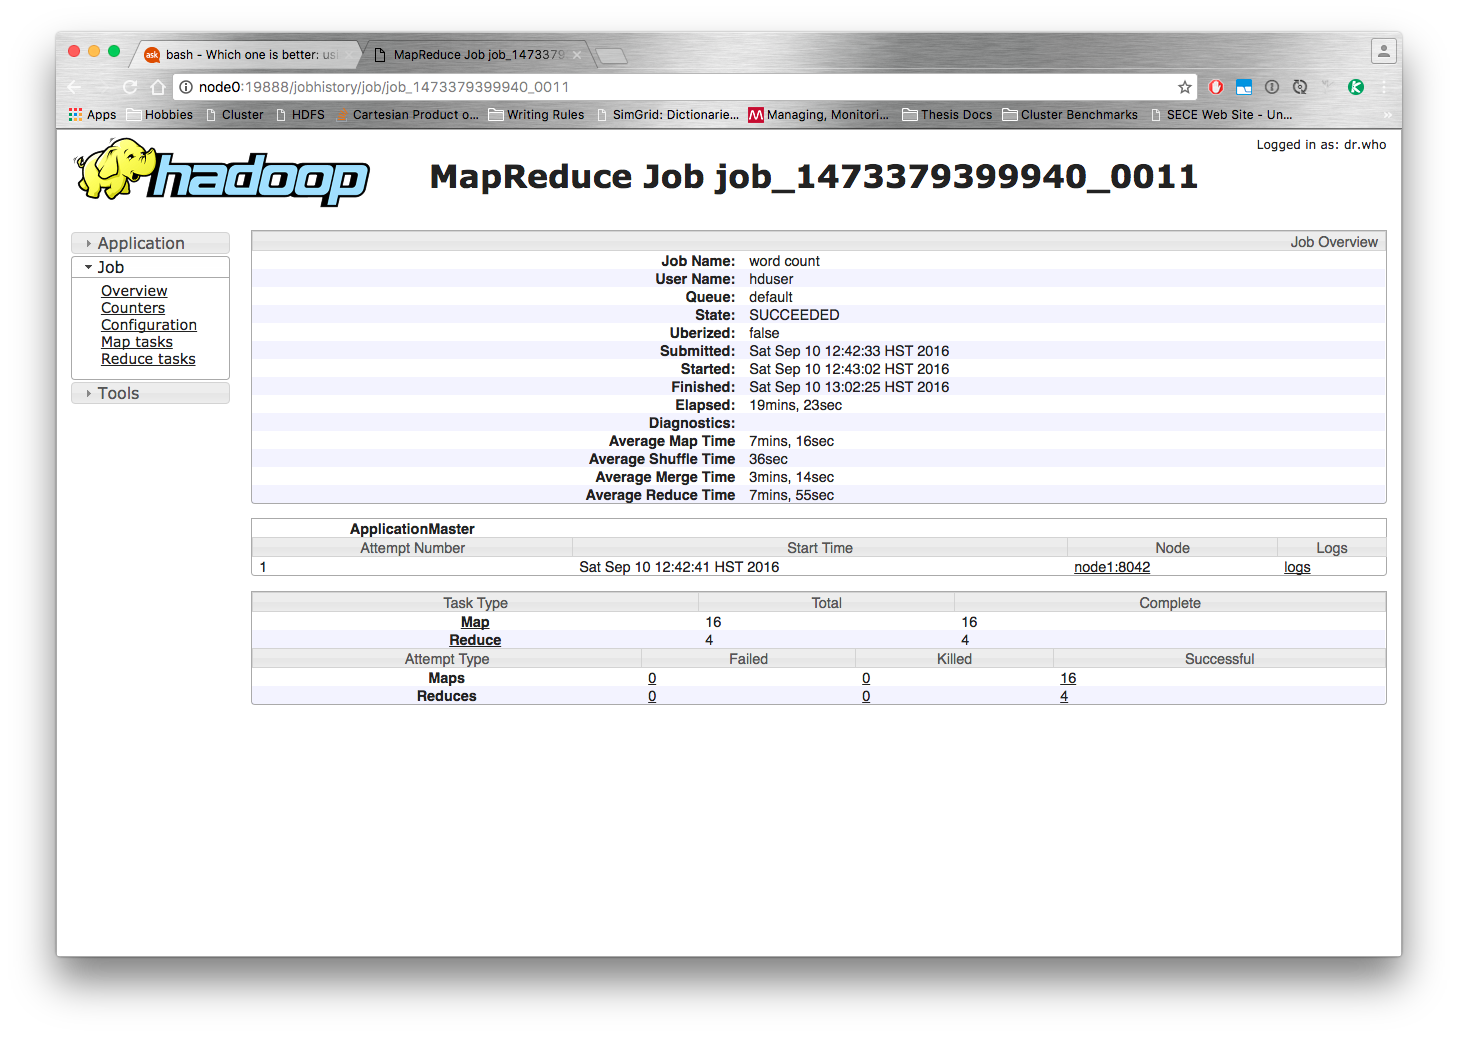 ask bash - Which one is better: us
MapReduce Job job_1473379
node0:19888/jobhistory/job/job_1473379399940_0011
Apps Hobbies Cluster HDFS Cartesian Product o... Writing Rules SimGrid: Dictionarie... Managing, Monitori... Thesis Docs Cluster Benchmarks SECE Web Site - Un... »
Logged in as: dr.who
hadoop
MapReduce Job job_1473379399940_0011
Application
Job
Overview
Counters
Configuration
Map tasks
Reduce tasks
Tools
Job Overview
Job Name: word count
User Name: hduser
Queue: default
State: SUCCEEDED
Uberized: false
Submitted: Sat Sep 10 12:42:33 HST 2016
Started: Sat Sep 10 12:43:02 HST 2016
Finished: Sat Sep 10 13:02:25 HST 2016
Elapsed: 19mins, 23sec
Diagnostics:
Average Map Time 7mins, 16sec
Average Shuffle Time 36sec
Average Merge Time 3mins, 14sec
Average Reduce Time 7mins, 55sec
ApplicationMaster
Attempt Number Start Time Node Logs
1 Sat Sep 10 12:42:41 HST 2016 node1:8042 logs
Task Type Total Complete
Map 16 16
Reduce 4 4
Attempt Type Failed Killed Successful
Maps 0 0 16
Reduces 0 0 4